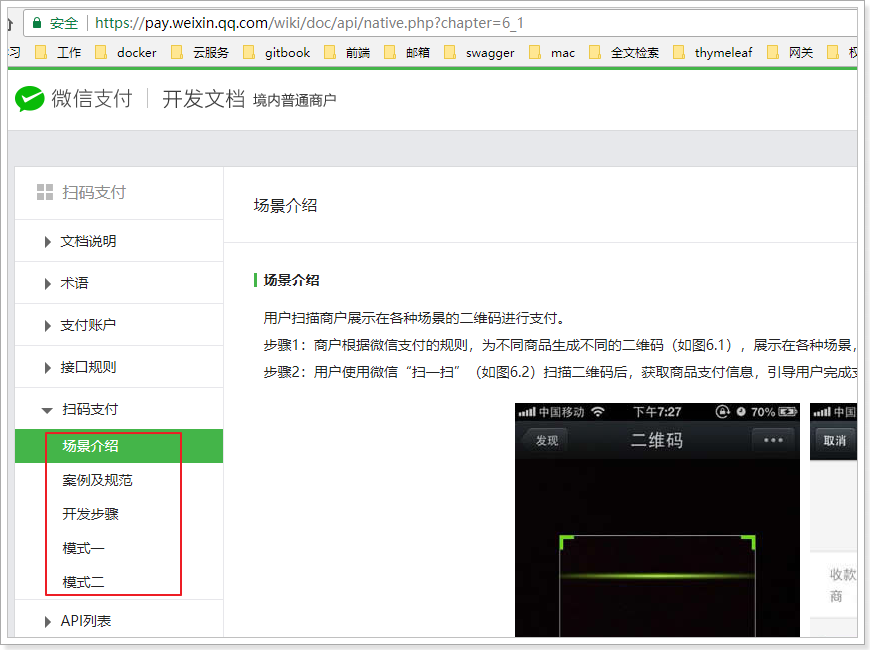 安全 https://pay.weixin.qq.com/wiki/doc/api/native.php?chapter=6_1
习 工作 docker 云服务 gitbook 前端 邮箱 swagger mac 全文检索 thymeleaf 网关
微信支付 开发文档 境内普通商户
扫码支付
文档说明
术语
支付账户
接口规则
扫码支付
场景介绍
案例及规范
开发步骤
模式一
模式二
API列表
场景介绍
场景介绍
用户扫描商户展示在各种场景的二维码进行支付。
步骤1：商户根据微信支付的规则，为不同商品生成不同的二维码（如图6.1），展示在各种场景，
步骤2：用户使用微信“扫一扫”（如图6.2）扫描二维码后，获取商品支付信息，引导用户完成支
中国移动 下午7:27 70%
发现 二维码 •••
中国
取消
收款
商